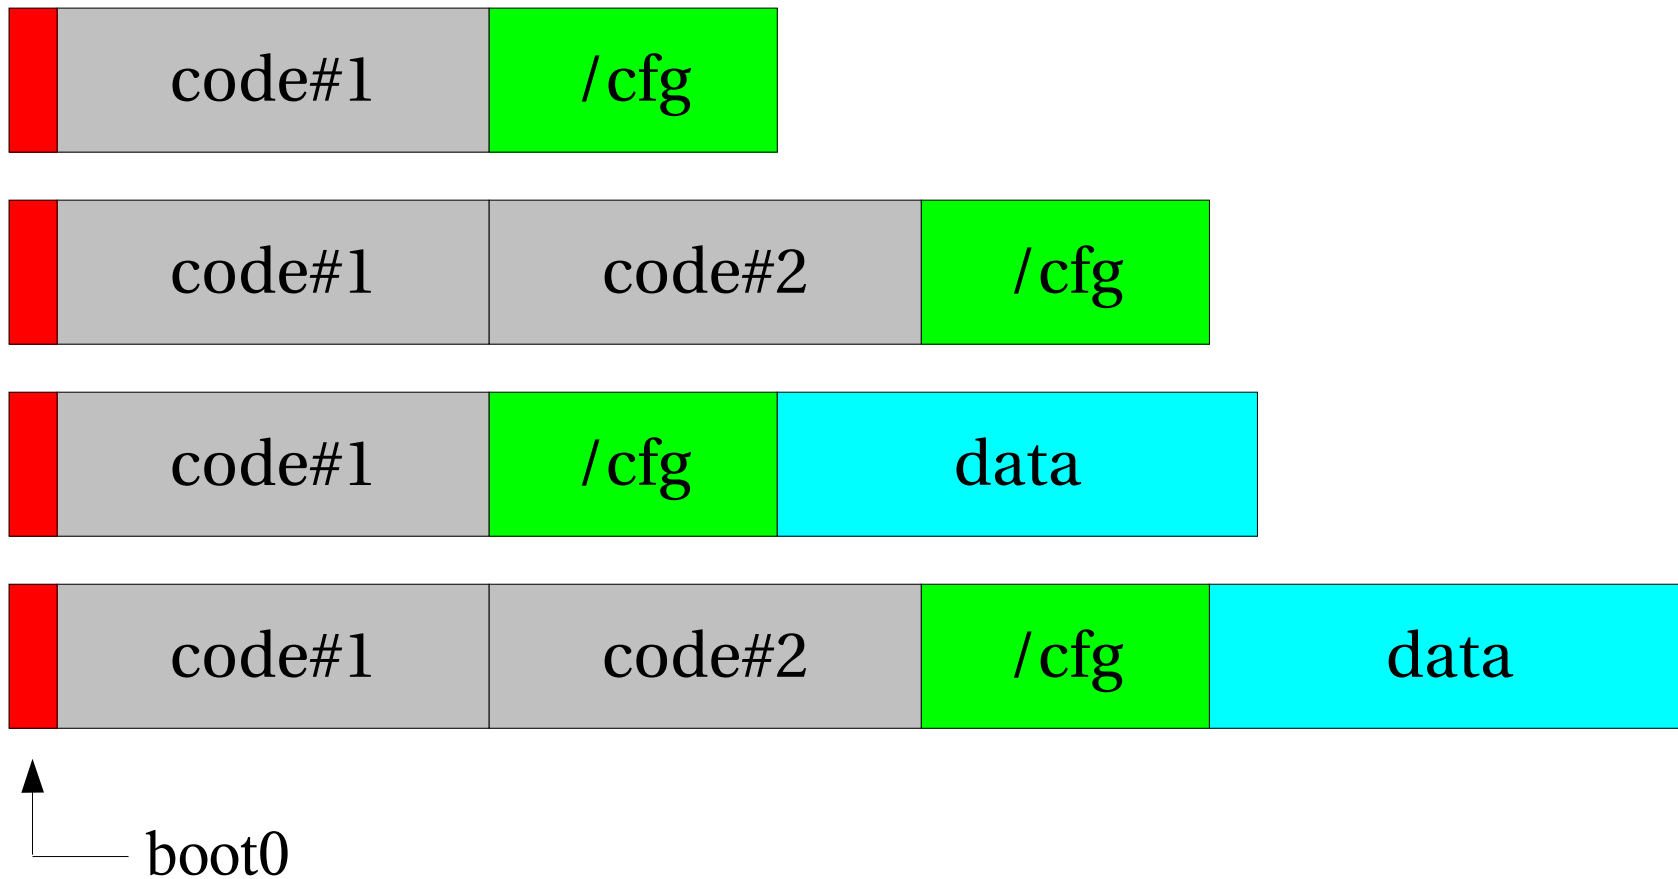 code#1 /cfg
code#1 code#2 /cfg
code#1 /cfg data
code#1 code#2 /cfg data
boot0